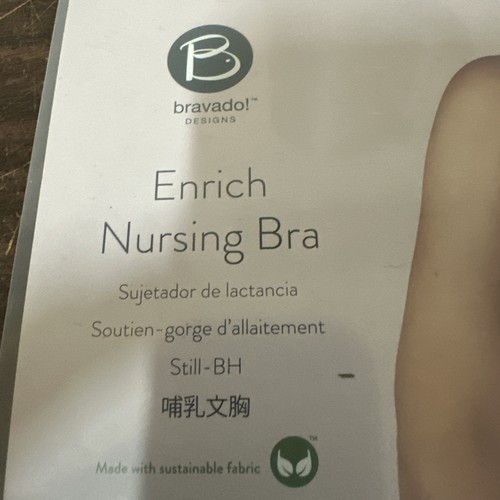 B
bravado!™
DESIGNS
Enrich
Nursing Bra
Sujetador de lactancia
Soutien-gorge d'allaitement
Still-BH
哺乳文胸
Made with sustainable fabric ™